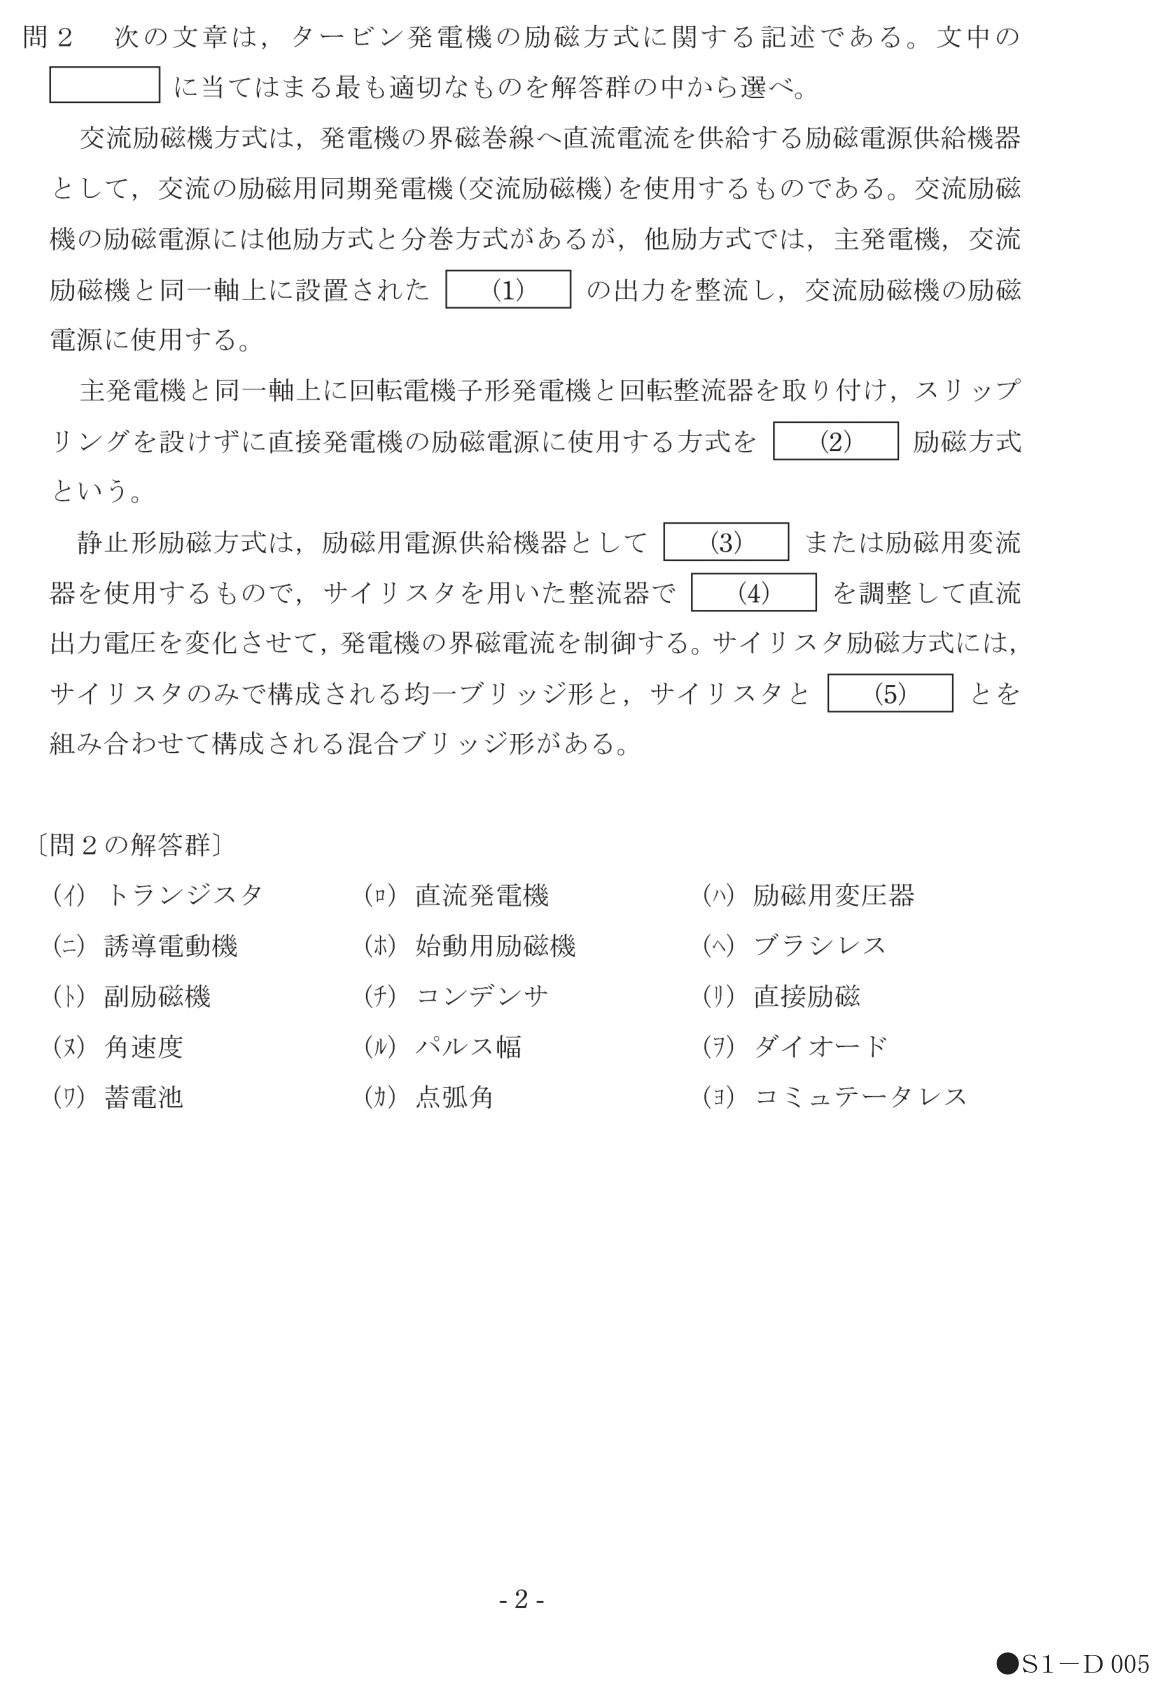 問２　次の文章は，タービン発電機の励磁方式に関する記述である。文中の
に当てはまる最も適切なものを解答群の中から選べ。
交流励磁機方式は，発電機の界磁巻線へ直流電流を供給する励磁電源供給機器
として，交流の励磁用同期発電機(交流励磁機)を使用するものである。交流励磁
機の励磁電源には他励方式と分巻方式があるが，他励方式では，主発電機，交流
励磁機と同一軸上に設置された (1) の出力を整流し，交流励磁機の励磁
電源に使用する。
主発電機と同一軸上に回転電機子形発電機と回転整流器を取り付け，スリップ
リングを設けずに直接発電機の励磁電源に使用する方式を (2) 励磁方式
という。
静止形励磁方式は，励磁用電源供給機器として (3) または励磁用変流
器を使用するもので，サイリスタを用いた整流器で (4) を調整して直流
出力電圧を変化させて，発電機の界磁電流を制御する。サイリスタ励磁方式には，
サイリスタのみで構成される均一ブリッジ形と，サイリスタと (5) とを
組み合わせて構成される混合ブリッジ形がある。
〔問２の解答群〕
(ｲ) トランジスタ (ﾛ) 直流発電機 (ﾊ) 励磁用変圧器
(ﾆ) 誘導電動機 (ﾎ) 始動用励磁機 (ﾍ) ブラシレス
(ﾄ) 副励磁機 (ﾁ) コンデンサ (ﾘ) 直接励磁
(ﾇ) 角速度 (ﾙ) パルス幅 (ｦ) ダイオード
(ﾜ) 蓄電池 (ｶ) 点弧角 (ﾖ) コミュテータレス
- 2 -
●S1－D 005